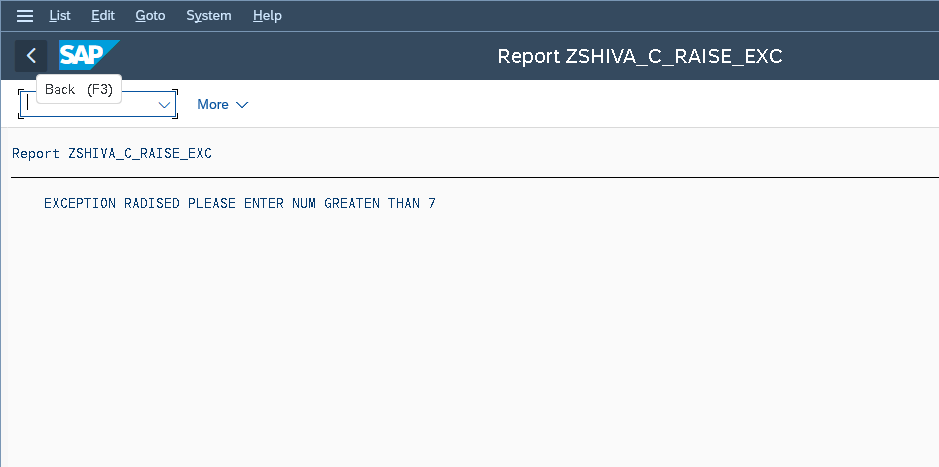 List Edit Goto System Help
SAP Report ZSHIVA_C_RAISE_EXC
Back (F3)
More
Report ZSHIVA_C_RAISE_EXC
EXCEPTION RADISED PLEASE ENTER NUM GREATEN THAN 7